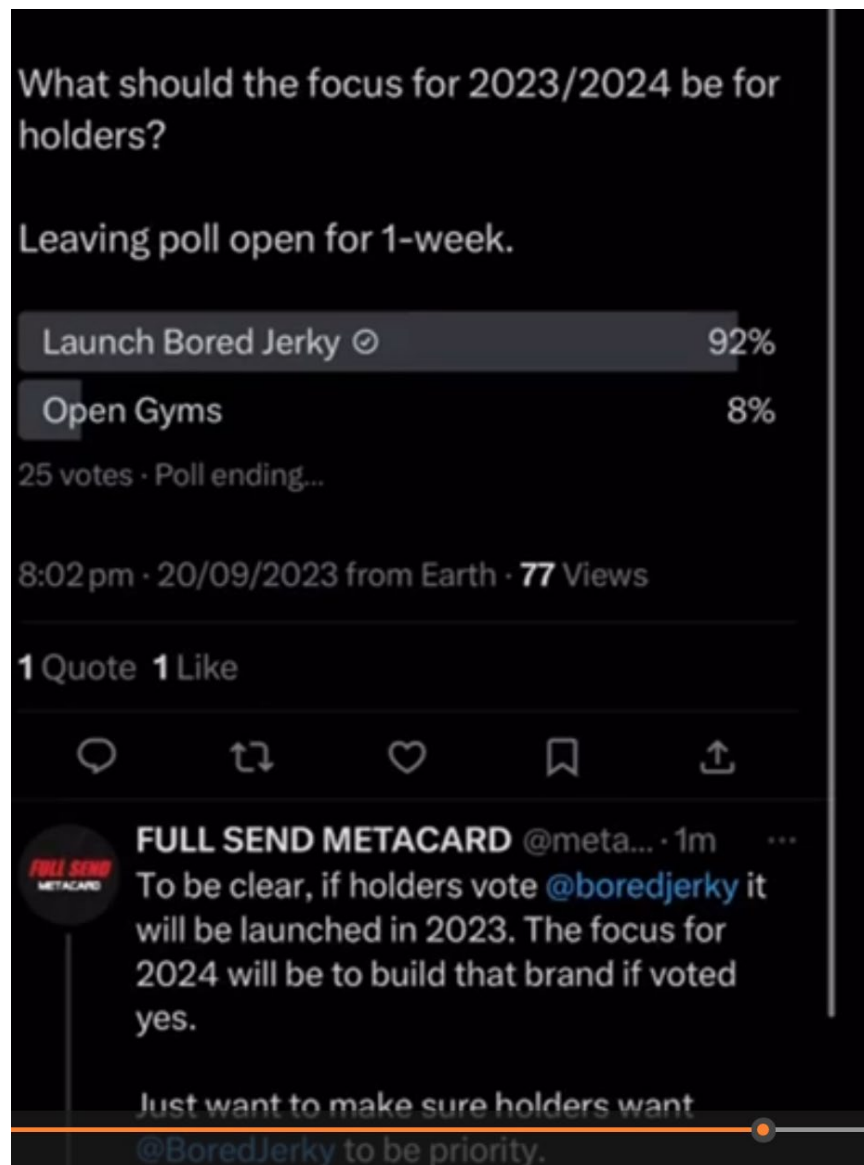 What should the focus for 2023/2024 be for
holders?
Leaving poll open for 1-week.
Launch Bored Jerky 92%
Open Gyms 8%
25 votes · Poll ending...
8:02 pm · 20/09/2023 from Earth · 77 Views
1 Quote 1 Like
FULL SEND METACARD @meta... · 1m
FULL SEND
METACARD
To be clear, if holders vote @boredjerky it
will be launched in 2023. The focus for
2024 will be to build that brand if voted
yes.
Just want to make sure holders want
@BoredJerky to be priority.